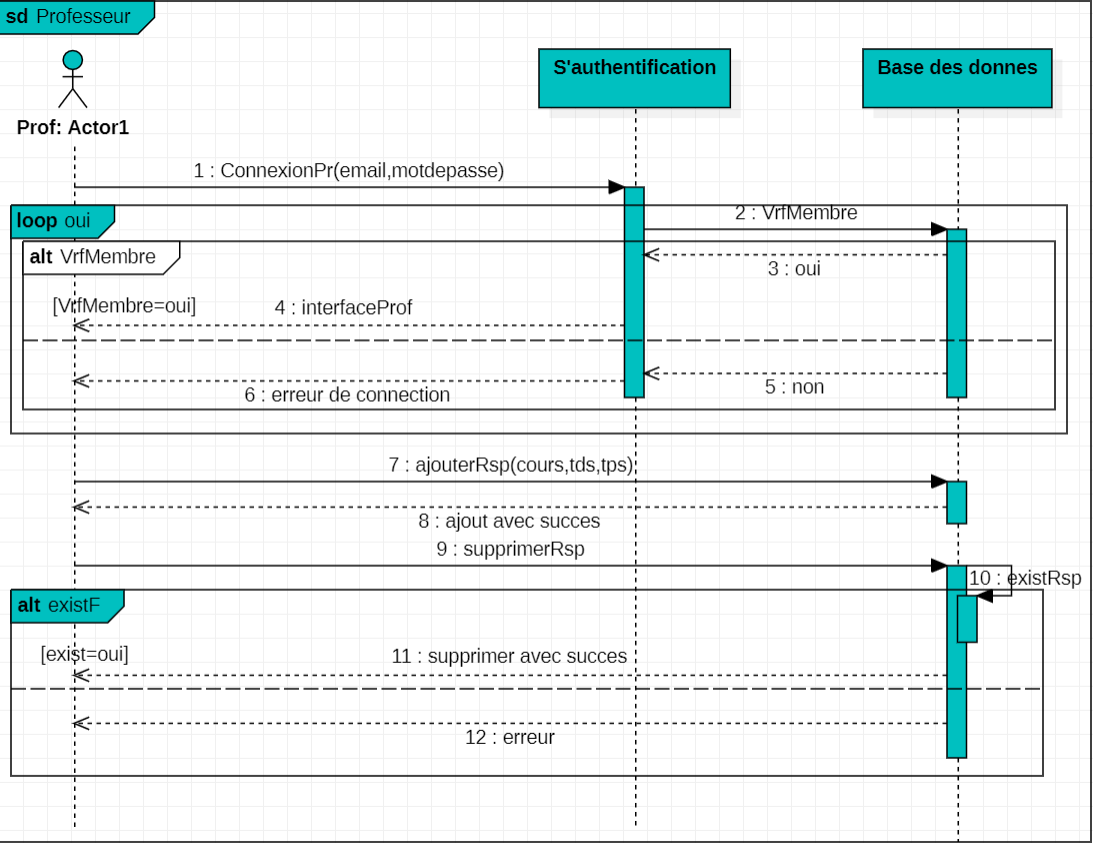 sd Professeur
Prof: Actor1
S'authentification
Base des donnes
1 : ConnexionPr(email,motdepasse)
loop oui
2 : VrfMembre
alt VrfMembre
3 : oui
[VrfMembre=oui]
4 : interfaceProf
5 : non
6 : erreur de connection
7 : ajouterRsp(cours,tds,tps)
8 : ajout avec succes
9 : supprimerRsp
10 : existRsp
alt existF
[exist=oui]
11 : supprimer avec succes
12 : erreur